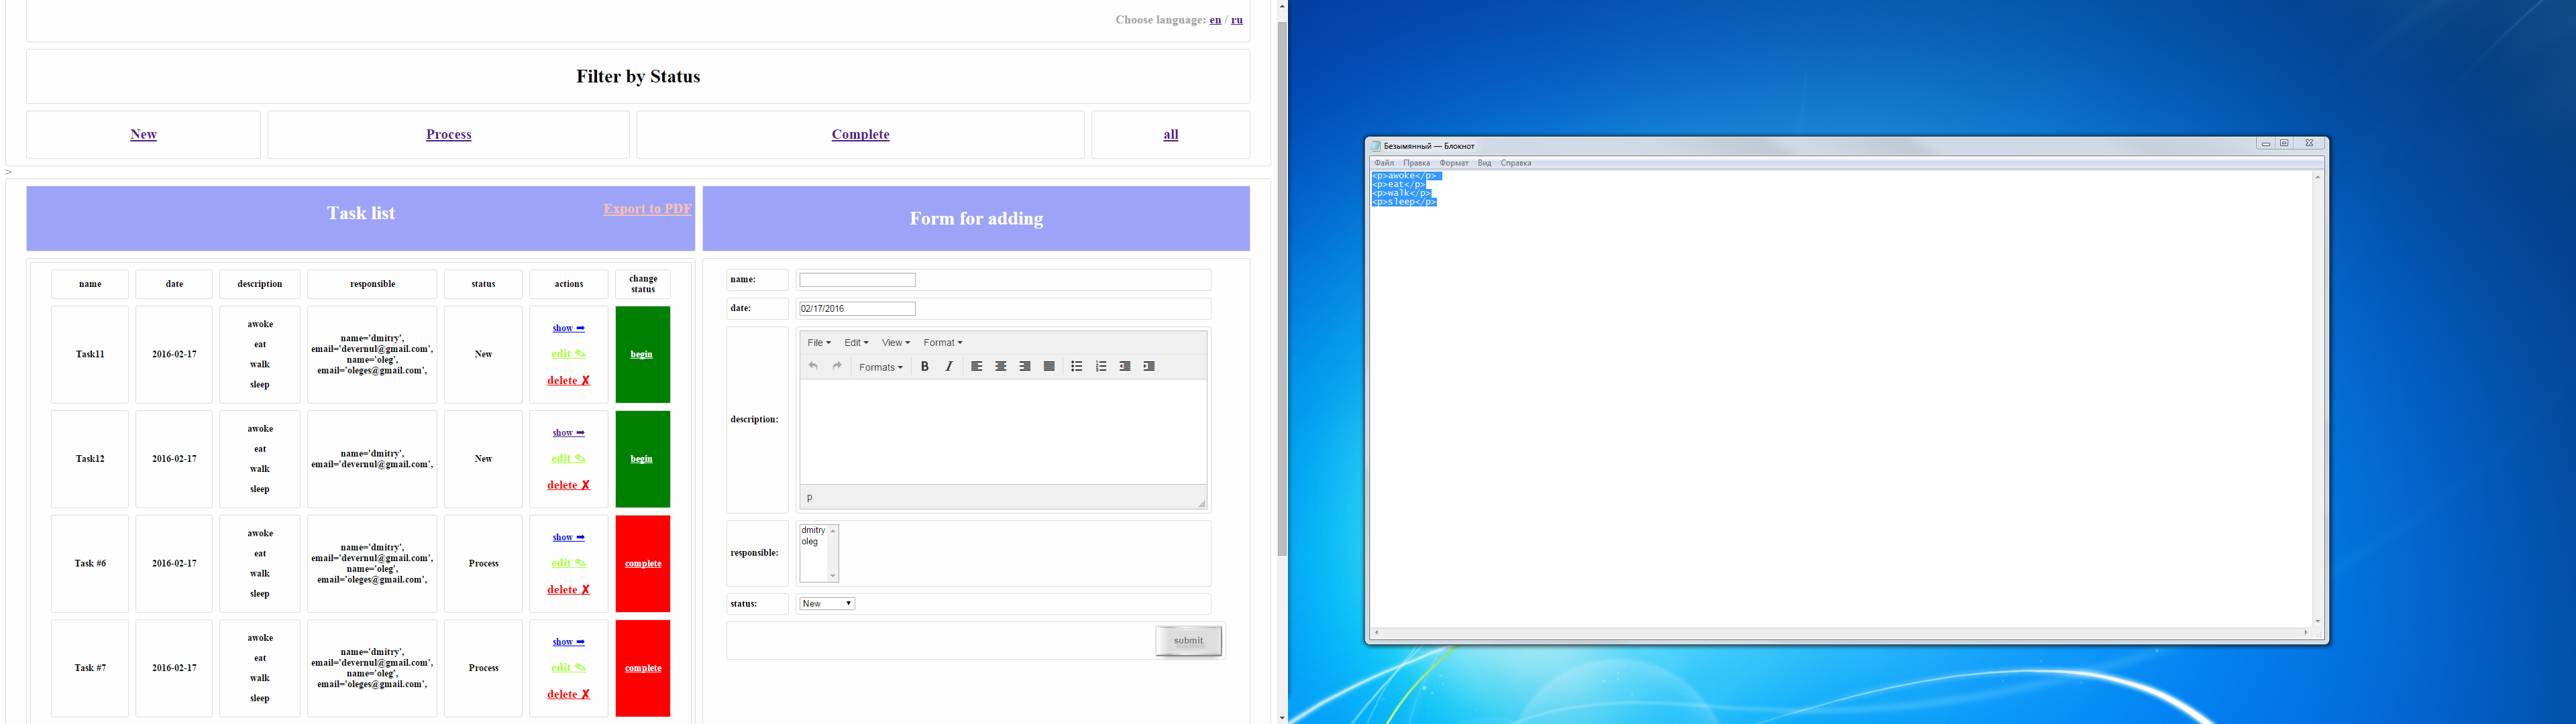 Choose language: en / ru
Filter by Status
New
Process
Complete
all
>
Task list
Export to PDF
name
date
description
responsible
status
actions
change
status
Task11
2016-02-17
awoke
eat
walk
sleep
name='dmitry',
email='devernul@gmail.com',
name='oleg',
email='oleges@gmail.com',
New
show ➡
edit ✎
delete ✘
begin
Task12
2016-02-17
awoke
eat
walk
sleep
name='dmitry',
email='devernul@gmail.com',
New
show ➡
edit ✎
delete ✘
begin
Task #6
2016-02-17
awoke
eat
walk
sleep
name='dmitry',
email='devernul@gmail.com',
name='oleg',
email='oleges@gmail.com',
Process
show ➡
edit ✎
delete ✘
complete
Task #7
2016-02-17
awoke
eat
walk
sleep
name='dmitry',
email='devernul@gmail.com',
name='oleg',
email='oleges@gmail.com',
Process
show ➡
edit ✎
delete ✘
complete
Form for adding
name:
date:
02/17/2016
description:
File Edit View Format
Formats B I
p
responsible:
dmitry
oleg
status:
New
submit
Безымянный — Блокнот
Файл Правка Формат Вид Справка
<p>awoke</p>
<p>eat</p>
<p>walk</p>
<p>sleep</p>